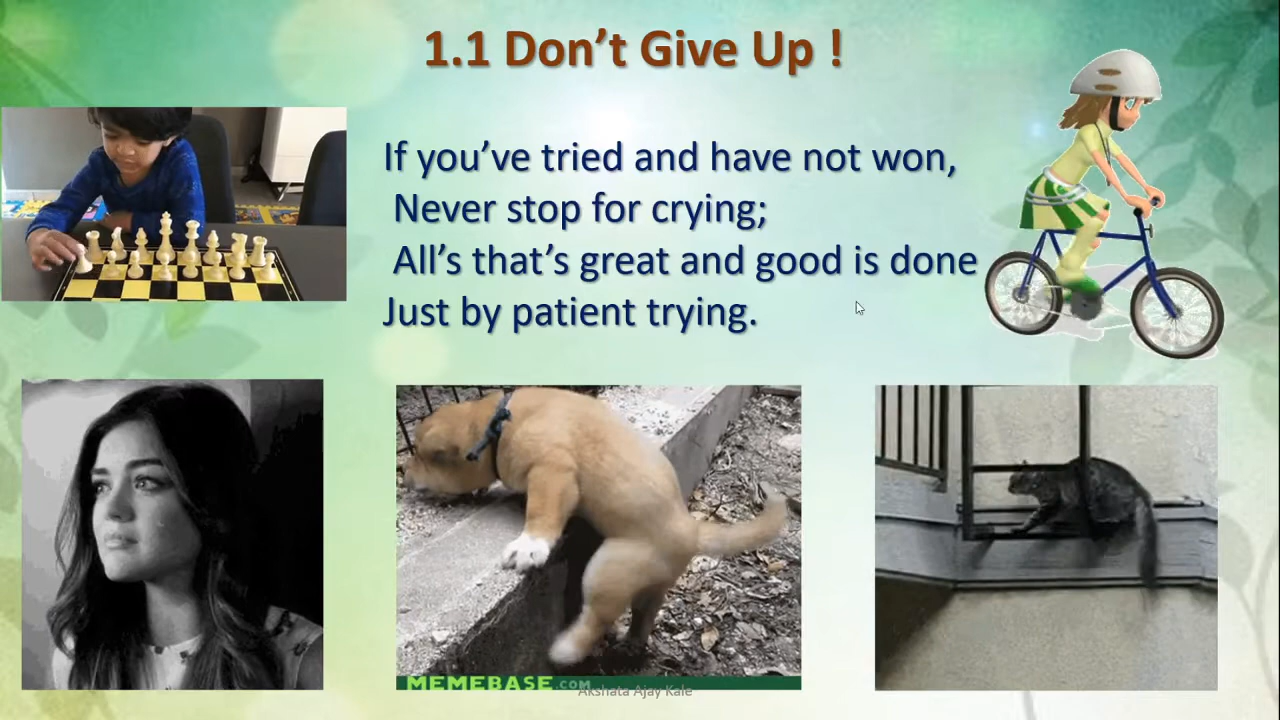 1.1 Don’t Give Up !
If you’ve tried and have not won,
Never stop for crying;
All’s that’s great and good is done
Just by patient trying.
MEMEBASE.com
Akshata Ajay Kale